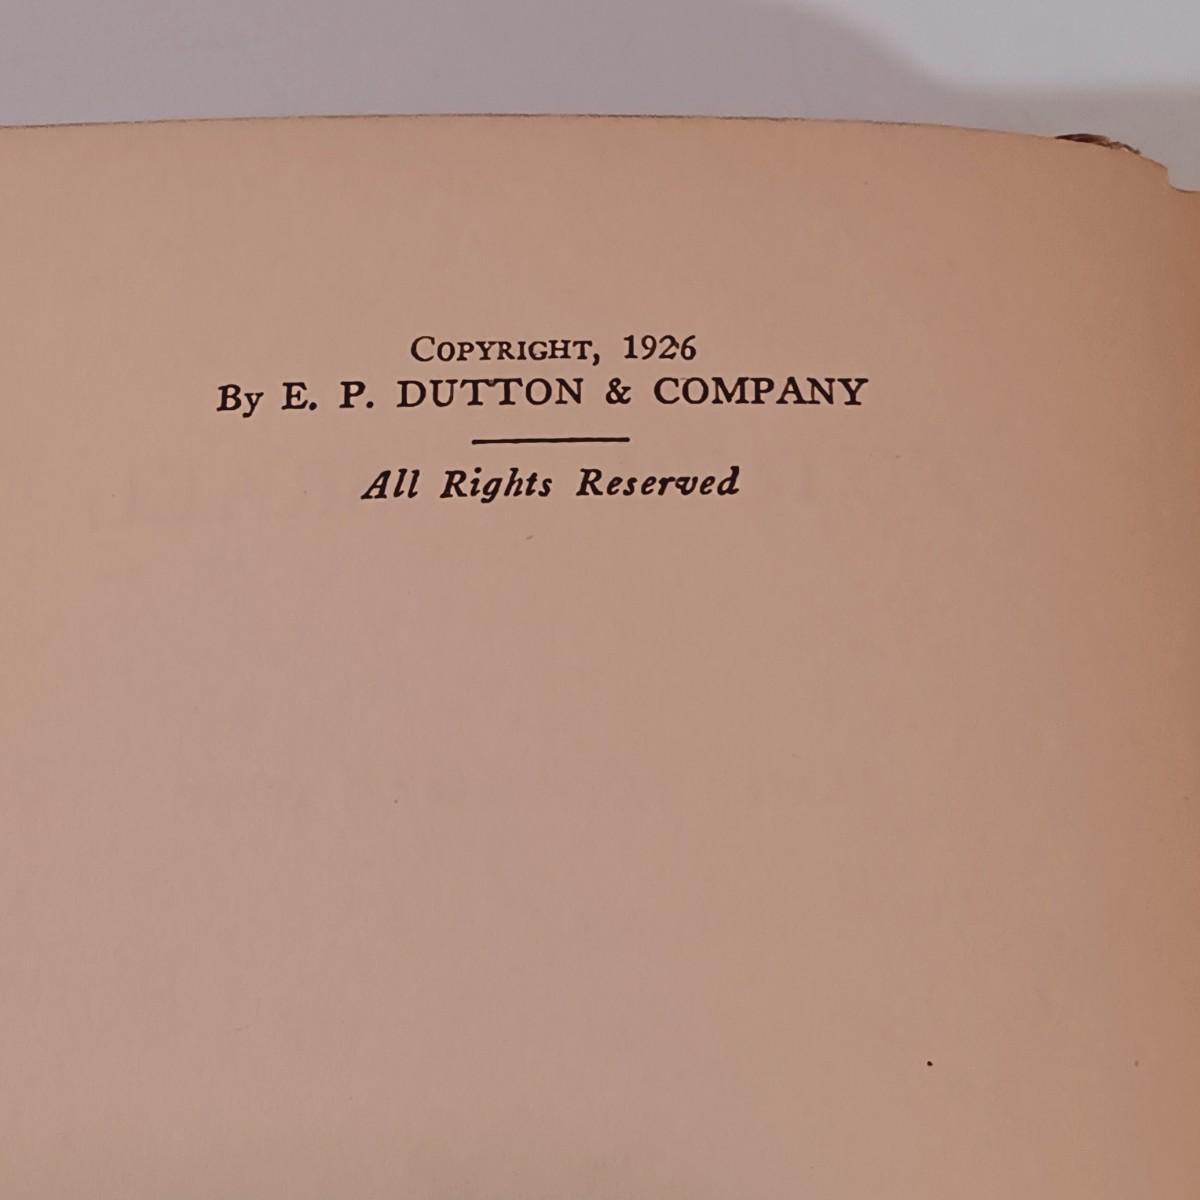 COPYRIGHT, 1926
By E. P. DUTTON & COMPANY
All Rights Reserved